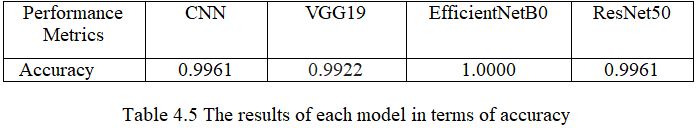 Performance Metrics CNN VGG19 EfficientNetB0 ResNet50
Accuracy 0.9961 0.9922 1.0000 0.9961
Table 4.5 The results of each model in terms of accuracy